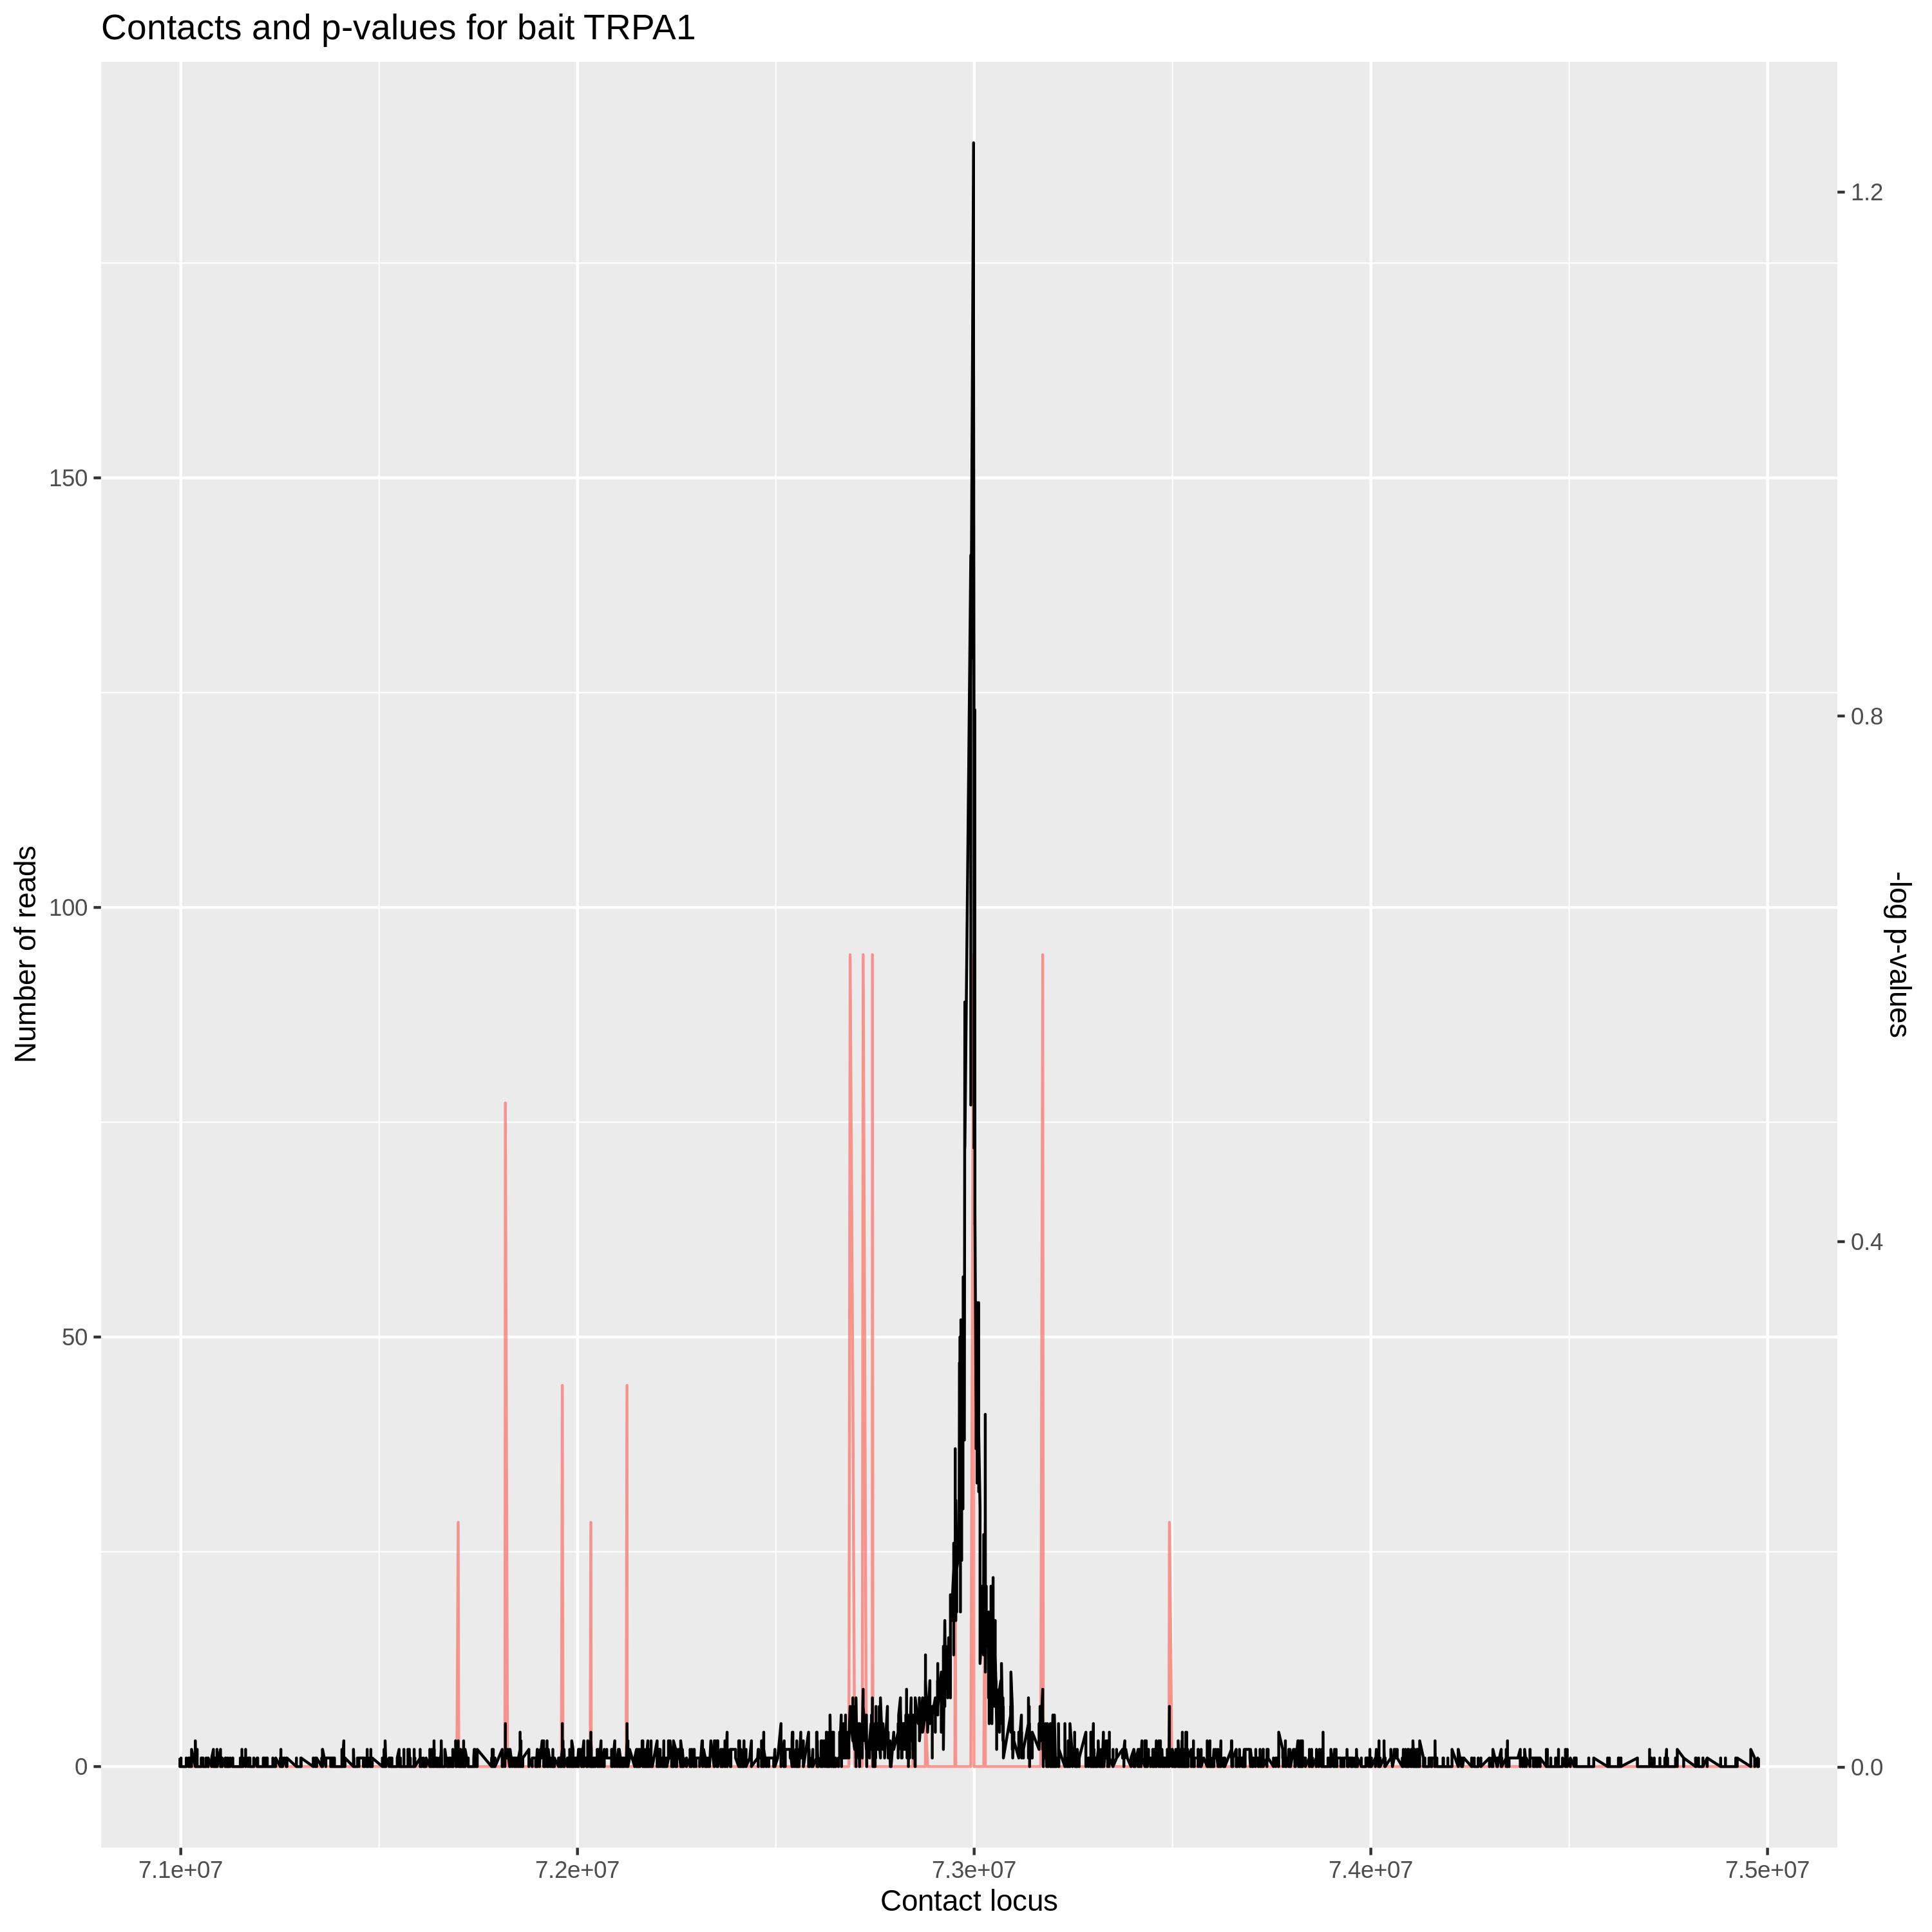 Contacts and p-values for bait TRPA1
150
100
50
0
Number of reads
1.2
0.8
0.4
0.0
-log p-values
7.1e+07
7.2e+07
7.3e+07
7.4e+07
7.5e+07
Contact locus